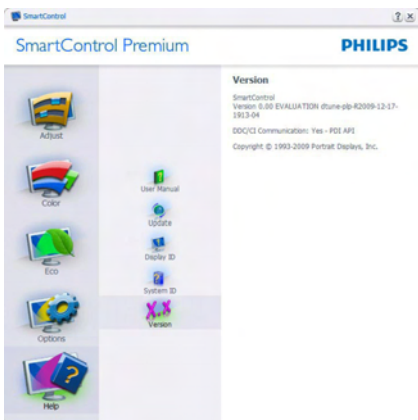 SmartControl
SmartControl Premium
PHILIPS
Adjust
Color
Eco
Options
Help
User Manual
Update
Display ID
System ID
X.X
Version
Version
SmartControl
Version 0.00 EVALUATION dtune-plp-R2009-12-17-
1913-04
DDC/CI Communication: Yes - PDI API
Copyright © 1993-2009 Portrait Displays, Inc.